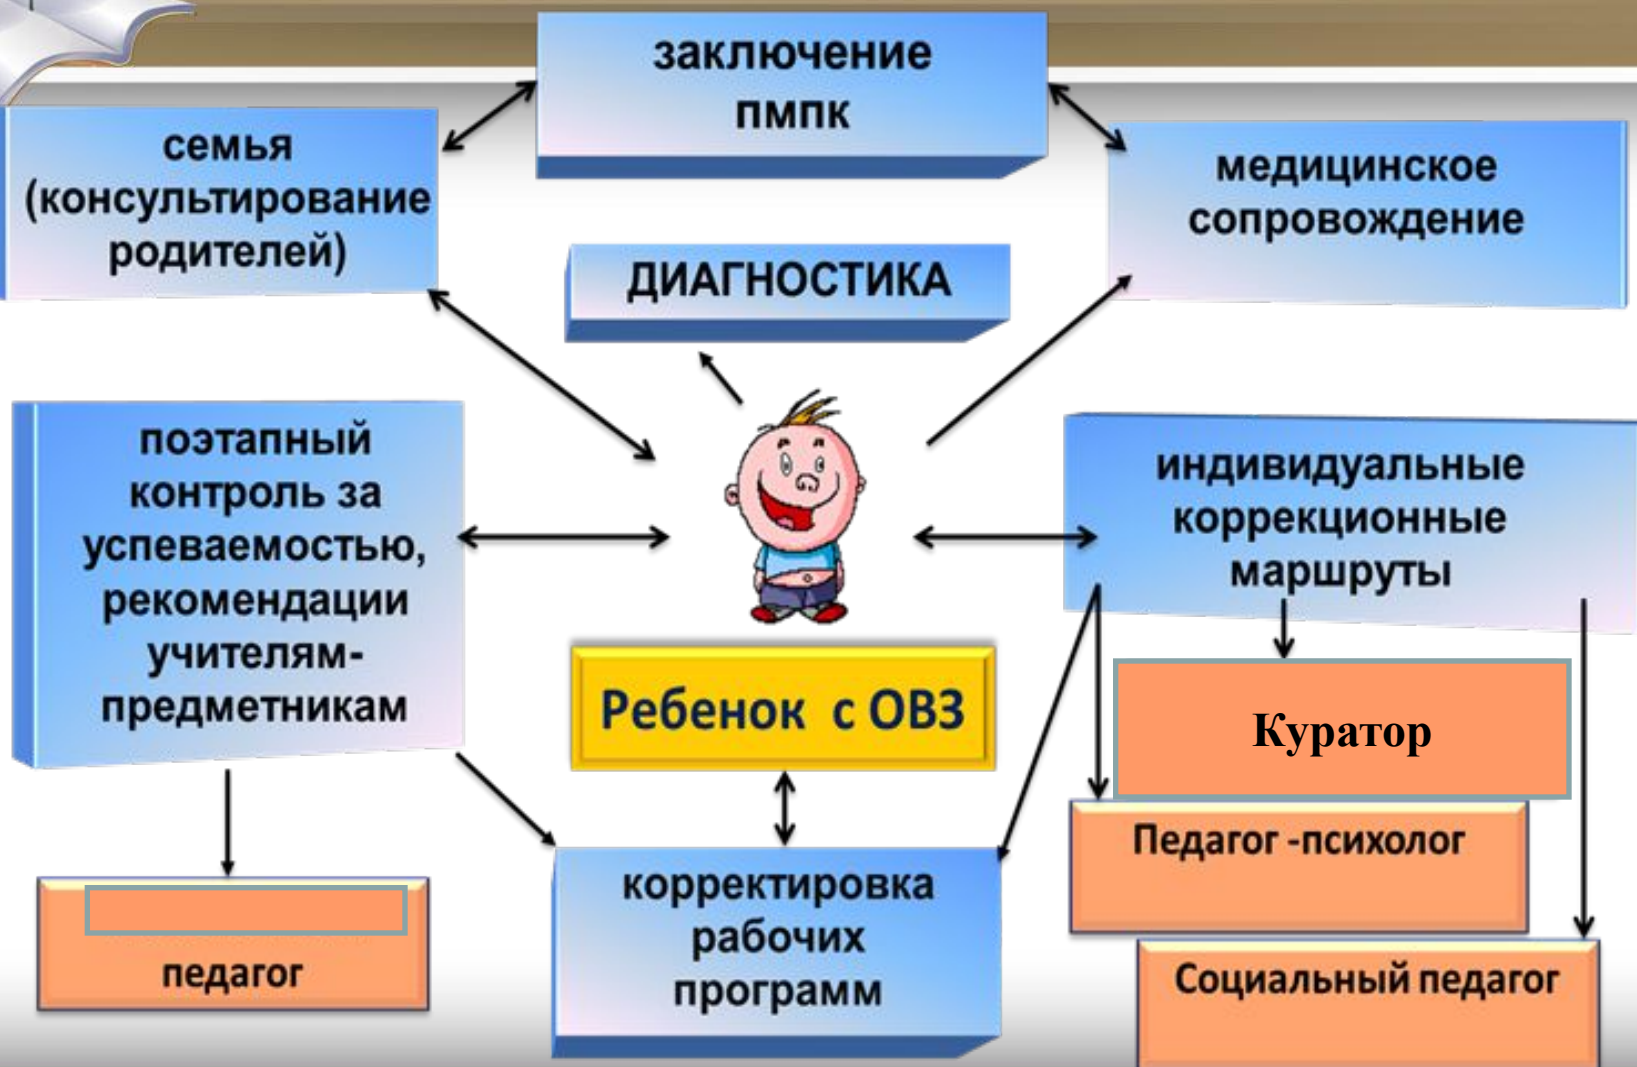 заключение
пмпк
семья
(консультирование
родителей)
медицинское
сопровождение
ДИАГНОСТИКА
поэтапный
контроль за
успеваемостью,
рекомендации
учителям-
предметникам
индивидуальные
коррекционные
маршруты
Ребенок с ОВЗ
Куратор
Педагог -психолог
педагог
корректировка
рабочих
программ
Социальный педагог